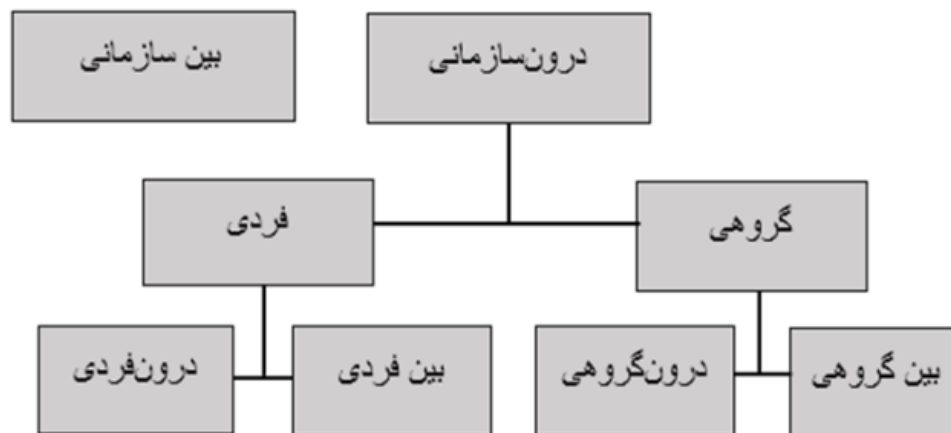 درون‌سازمانی
بین سازمانی
گروهی
فردی
بین گروهی
درون‌گروهی
بین فردی
درون‌فردی